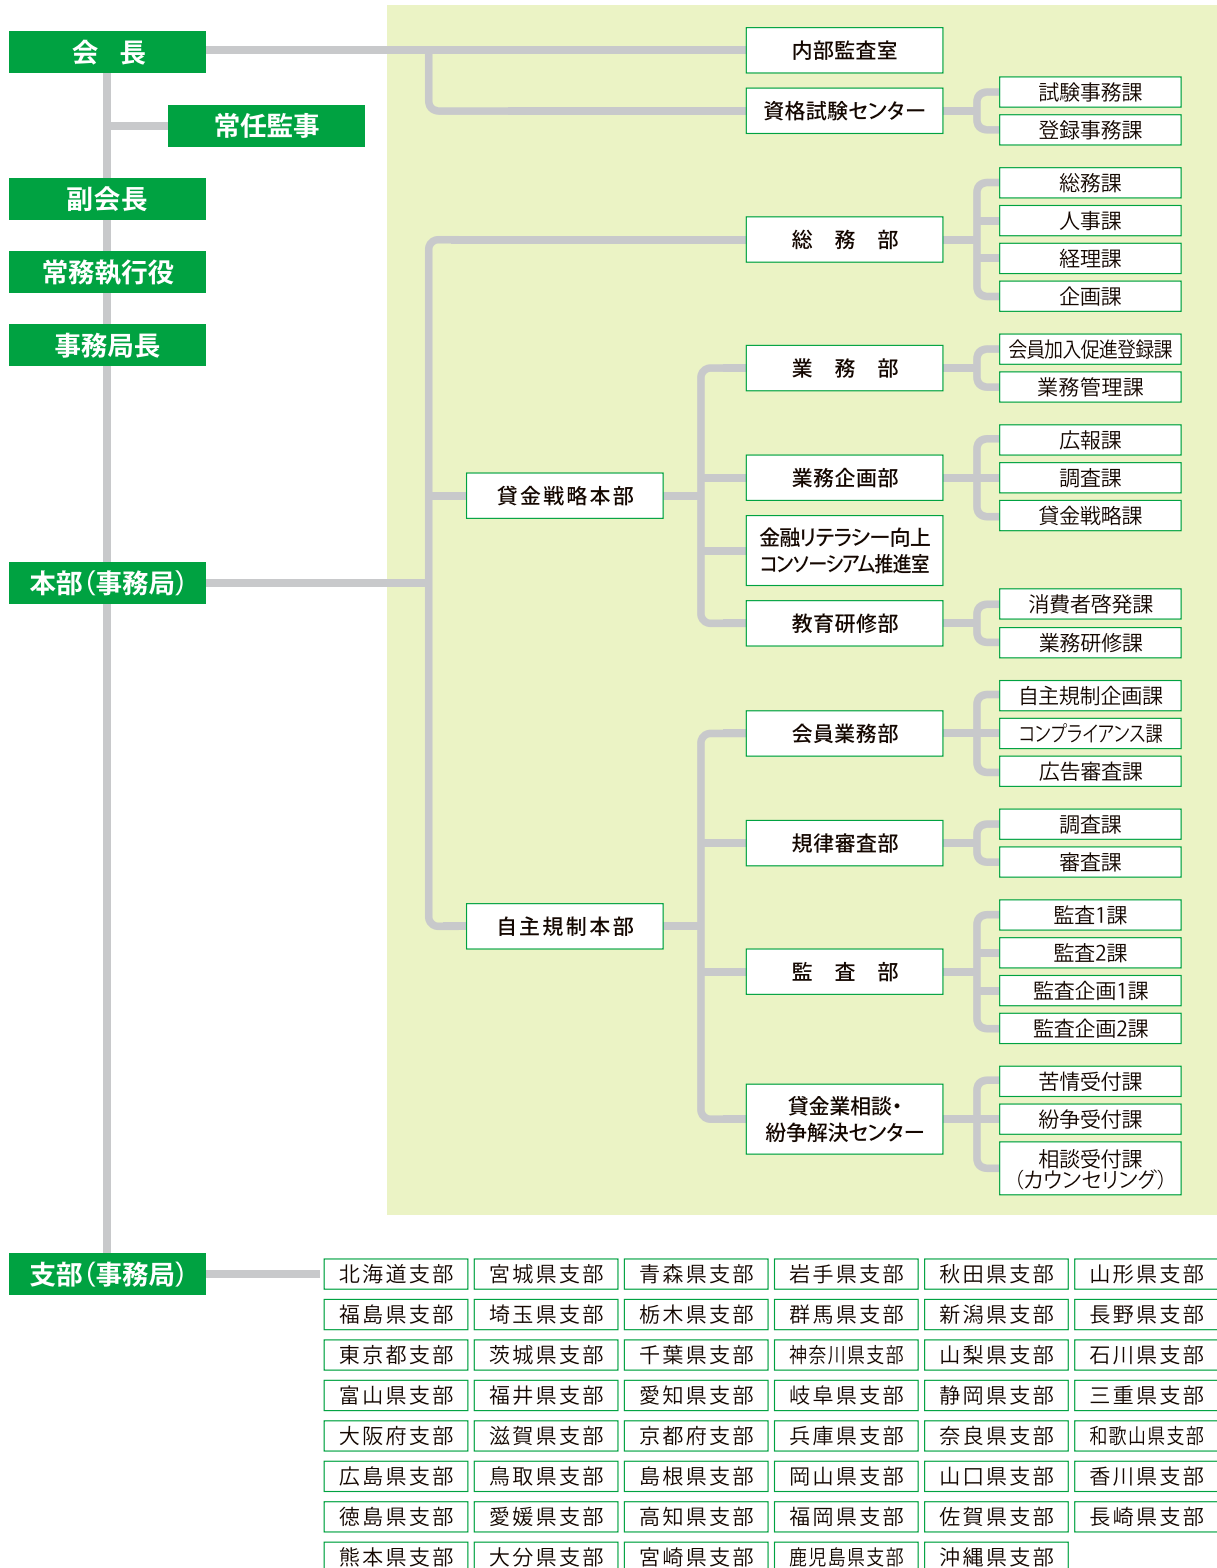 会　長
内部監査室
資格試験センター
試験事務課
登録事務課
常任監事
副会長
常務執行役
事務局長
本部（事務局）
総　務　部
総務課
人事課
経理課
企画課
貸金戦略本部
業　務　部
会員加入促進登録課
業務管理課
業務企画部
広報課
調査課
貸金戦略課
金融リテラシー向上
コンソーシアム推進室
教育研修部
消費者啓発課
業務研修課
自主規制本部
会員業務部
自主規制企画課
コンプライアンス課
広告審査課
規律審査部
調査課
審査課
監　査　部
監査1課
監査2課
監査企画1課
監査企画2課
貸金業相談・
紛争解決センター
苦情受付課
紛争受付課
相談受付課
（カウンセリング）
支部（事務局）
北海道支部 宮城県支部 青森県支部 岩手県支部 秋田県支部 山形県支部
福島県支部 埼玉県支部 栃木県支部 群馬県支部 新潟県支部 長野県支部
東京都支部 茨城県支部 千葉県支部 神奈川県支部 山梨県支部 石川県支部
富山県支部 福井県支部 愛知県支部 岐阜県支部 静岡県支部 三重県支部
大阪府支部 滋賀県支部 京都府支部 兵庫県支部 奈良県支部 和歌山県支部
広島県支部 鳥取県支部 島根県支部 岡山県支部 山口県支部 香川県支部
徳島県支部 愛媛県支部 高知県支部 福岡県支部 佐賀県支部 長崎県支部
熊本県支部 大分県支部 宮崎県支部 鹿児島県支部 沖縄県支部